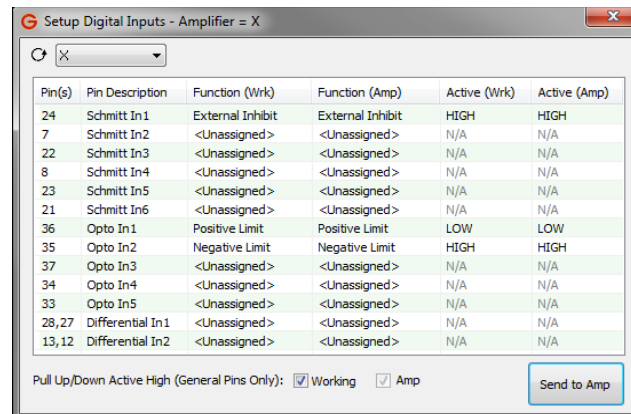 G Setup Digital Inputs - Amplifier = X
X
Pin(s) Pin Description Function (Wrk) Function (Amp) Active (Wrk) Active (Amp)
24 Schmitt In1 External Inhibit External Inhibit HIGH HIGH
7 Schmitt In2 <Unassigned> <Unassigned> N/A N/A
22 Schmitt In3 <Unassigned> <Unassigned> N/A N/A
8 Schmitt In4 <Unassigned> <Unassigned> N/A N/A
23 Schmitt In5 <Unassigned> <Unassigned> N/A N/A
21 Schmitt In6 <Unassigned> <Unassigned> N/A N/A
36 Opto In1 Positive Limit Positive Limit LOW LOW
35 Opto In2 Negative Limit Negative Limit HIGH HIGH
37 Opto In3 <Unassigned> <Unassigned> N/A N/A
34 Opto In4 <Unassigned> <Unassigned> N/A N/A
33 Opto In5 <Unassigned> <Unassigned> N/A N/A
28,27 Differential In1 <Unassigned> <Unassigned> N/A N/A
13,12 Differential In2 <Unassigned> <Unassigned> N/A N/A
Pull Up/Down Active High (General Pins Only): Working Amp
Send to Amp